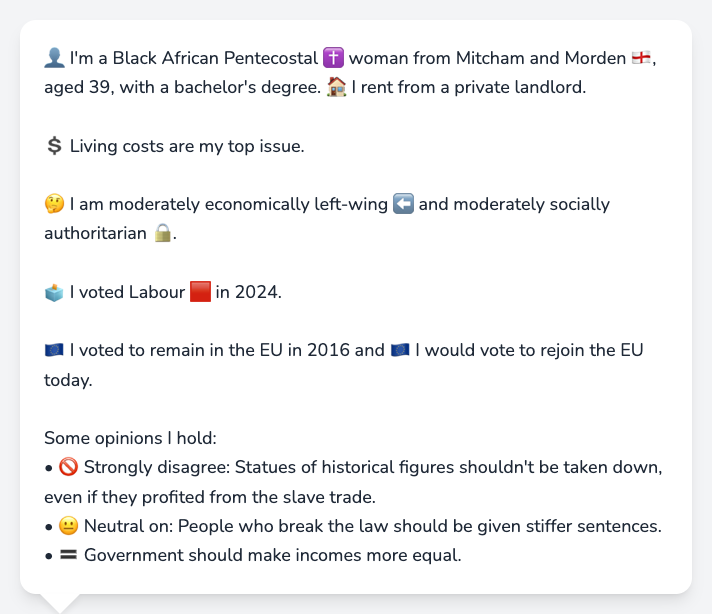 👤 I'm a Black African Pentecostal ✝️ woman from Mitcham and Morden 🏴󠁧󠁢󠁥󠁮󠁧󠁿,
aged 39, with a bachelor's degree. 🏠 I rent from a private landlord.
💲 Living costs are my top issue.
🤔 I am moderately economically left-wing ⬅️ and moderately socially
authoritarian 🔒.
🗳️ I voted Labour 🟥 in 2024.
🇪🇺 I voted to remain in the EU in 2016 and 🇪🇺 I would vote to rejoin the EU
today.
Some opinions I hold:
• 🚫 Strongly disagree: Statues of historical figures shouldn't be taken down,
even if they profited from the slave trade.
• 😐 Neutral on: People who break the law should be given stiffer sentences.
• 🟰 Government should make incomes more equal.